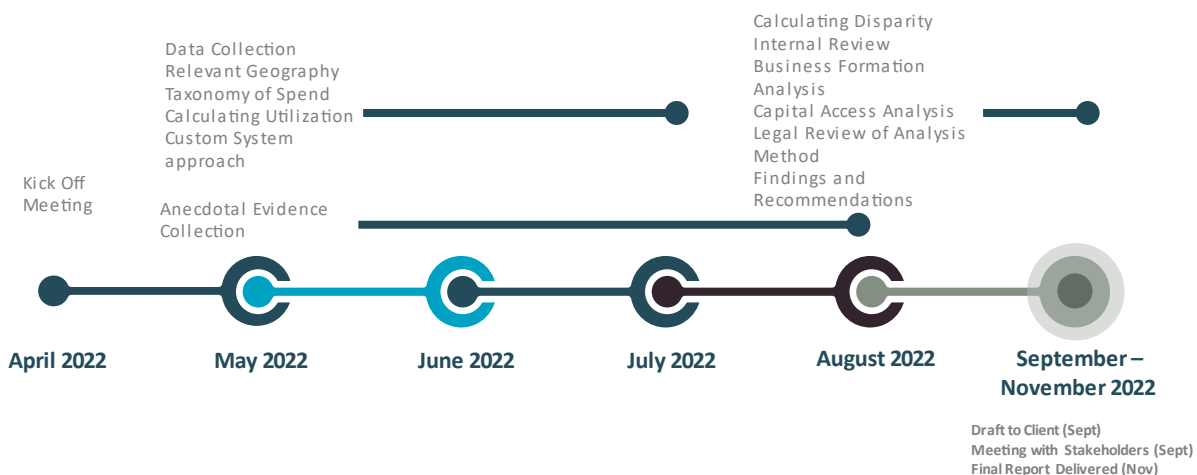 Calculating Disparity
Internal Review
Business Formation
Analysis
Capital Access Analysis
Legal Review of Analysis
Method
Findings and
Recommendations
Data Collection
Relevant Geography
Taxonomy of Spend
Calculating Utilization
Custom System
approach
Kick Off
Meeting
Anecdotal Evidence
Collection
April 2022
May 2022
June 2022
July 2022
August 2022
September –
November 2022
Draft to Client (Sept)
Meeting with Stakeholders (Sept)
Final Report Delivered (Nov)